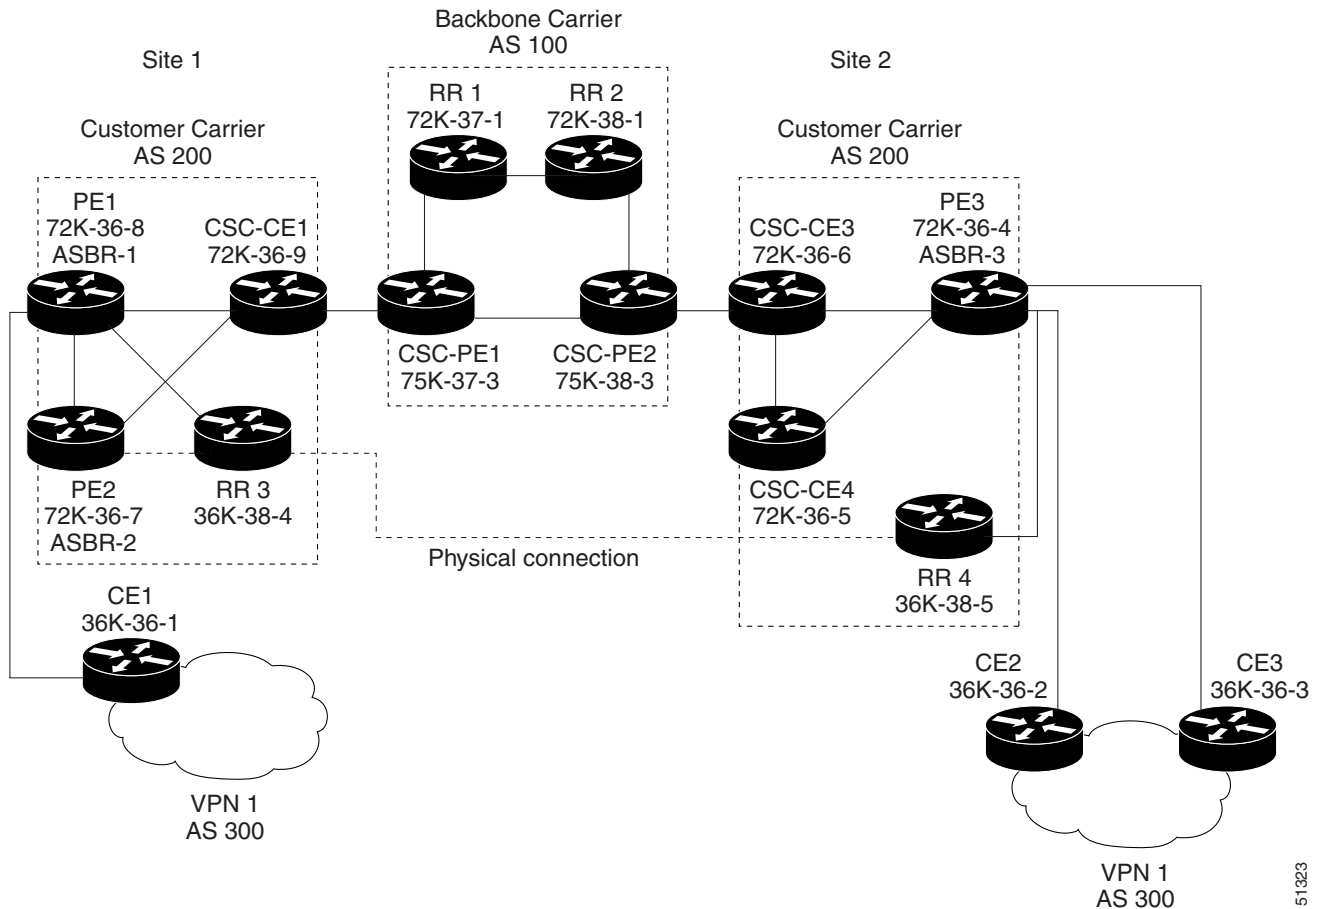 Backbone Carrier
AS 100
Site 1
Site 2
RR 1
72K-37-1
RR 2
72K-38-1
Customer Carrier
AS 200
Customer Carrier
AS 200
PE1
72K-36-8
ASBR-1
CSC-CE1
72K-36-9
CSC-CE3
72K-36-6
PE3
72K-36-4
ASBR-3
CSC-PE1
75K-37-3
CSC-PE2
75K-38-3
PE2
72K-36-7
ASBR-2
RR 3
36K-38-4
CSC-CE4
72K-36-5
Physical connection
RR 4
36K-38-5
CE1
36K-36-1
CE2
36K-36-2
CE3
36K-36-3
VPN 1
AS 300
VPN 1
AS 300
51323